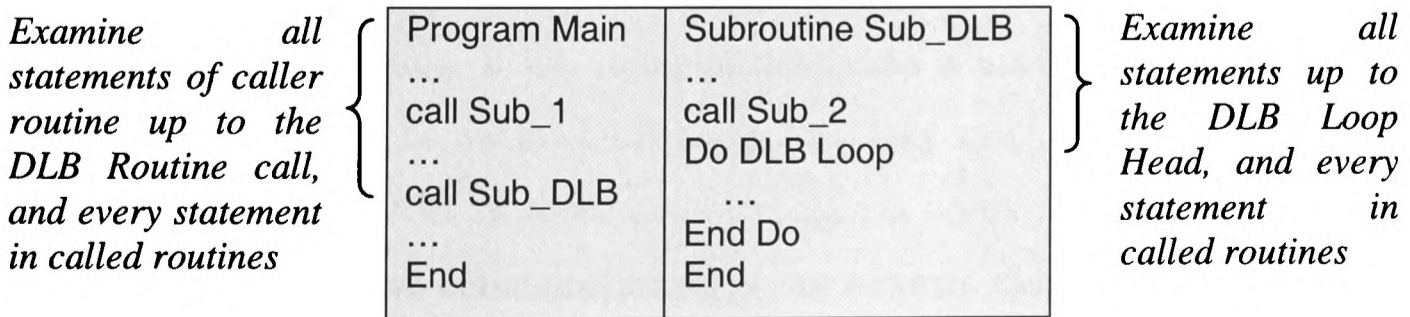 Examine all
statements of caller
routine up to the
DLB Routine call,
and every statement
in called routines
Program Main
...
call Sub_1
...
call Sub_DLB
...
End
Subroutine Sub_DLB
...
call Sub_2
Do DLB Loop
...
End Do
End
Examine all
statements up to
the DLB Loop
Head, and every
statement in
called routines